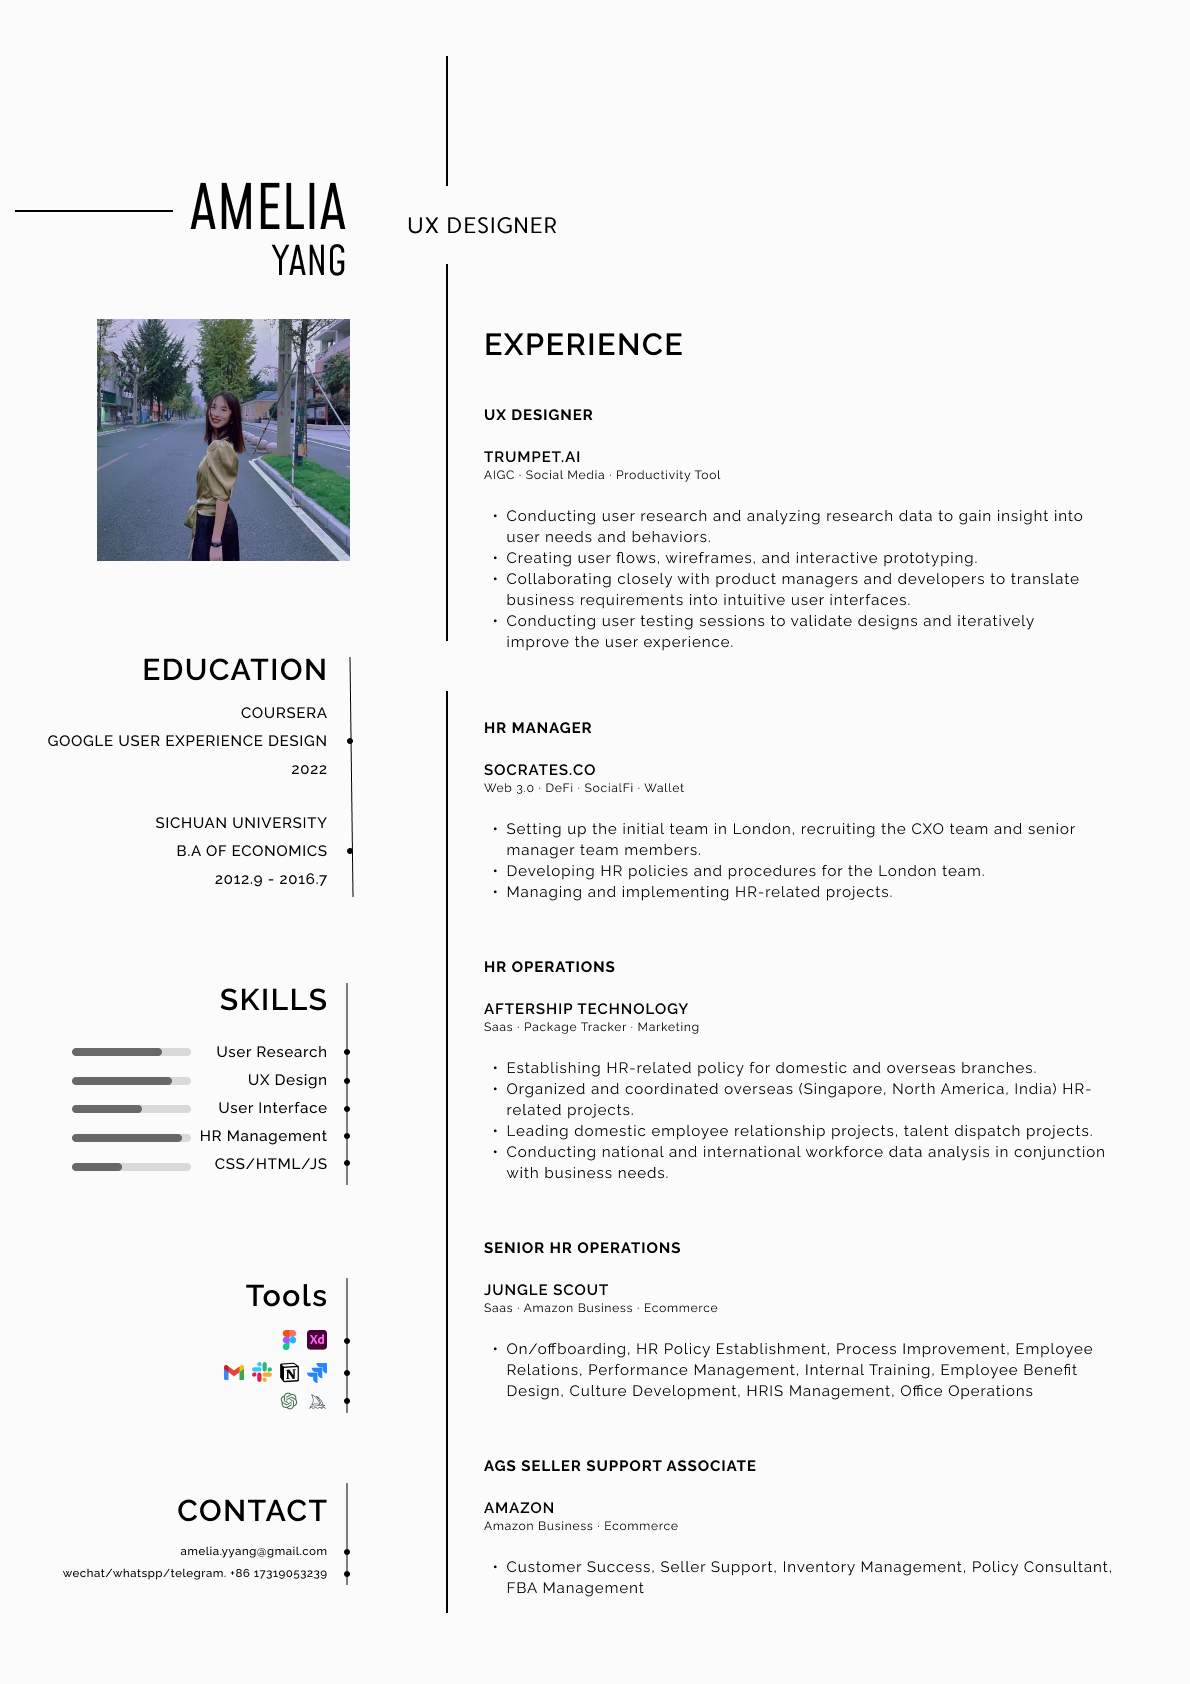 AMELIA
YANG
UX DESIGNER
EDUCATION
COURSERA
GOOGLE USER EXPERIENCE DESIGN
2022
SICHUAN UNIVERSITY
B.A OF ECONOMICS
2012.9 - 2016.7
SKILLS
User Research
UX Design
User Interface
HR Management
CSS/HTML/JS
Tools
Xd
N
CONTACT
amelia.yyang@gmail.com
wechat/whatspp/telegram. +86 17319053239
EXPERIENCE
UX DESIGNER
TRUMPET.AI
AIGC · Social Media · Productivity Tool
• Conducting user research and analyzing research data to gain insight into
user needs and behaviors.
• Creating user flows, wireframes, and interactive prototyping.
• Collaborating closely with product managers and developers to translate
business requirements into intuitive user interfaces.
• Conducting user testing sessions to validate designs and iteratively
improve the user experience.
HR MANAGER
SOCRATES.CO
Web 3.0 · DeFi · SocialFi · Wallet
• Setting up the initial team in London, recruiting the CXO team and senior
manager team members.
• Developing HR policies and procedures for the London team.
• Managing and implementing HR-related projects.
HR OPERATIONS
AFTERSHIP TECHNOLOGY
Saas · Package Tracker · Marketing
• Establishing HR-related policy for domestic and overseas branches.
• Organized and coordinated overseas (Singapore, North America, India) HR-
related projects.
• Leading domestic employee relationship projects, talent dispatch projects.
• Conducting national and international workforce data analysis in conjunction
with business needs.
SENIOR HR OPERATIONS
JUNGLE SCOUT
Saas · Amazon Business · Ecommerce
• On/offboarding, HR Policy Establishment, Process Improvement, Employee
Relations, Performance Management, Internal Training, Employee Benefit
Design, Culture Development, HRIS Management, Office Operations
AGS SELLER SUPPORT ASSOCIATE
AMAZON
Amazon Business · Ecommerce
• Customer Success, Seller Support, Inventory Management, Policy Consultant,
FBA Management